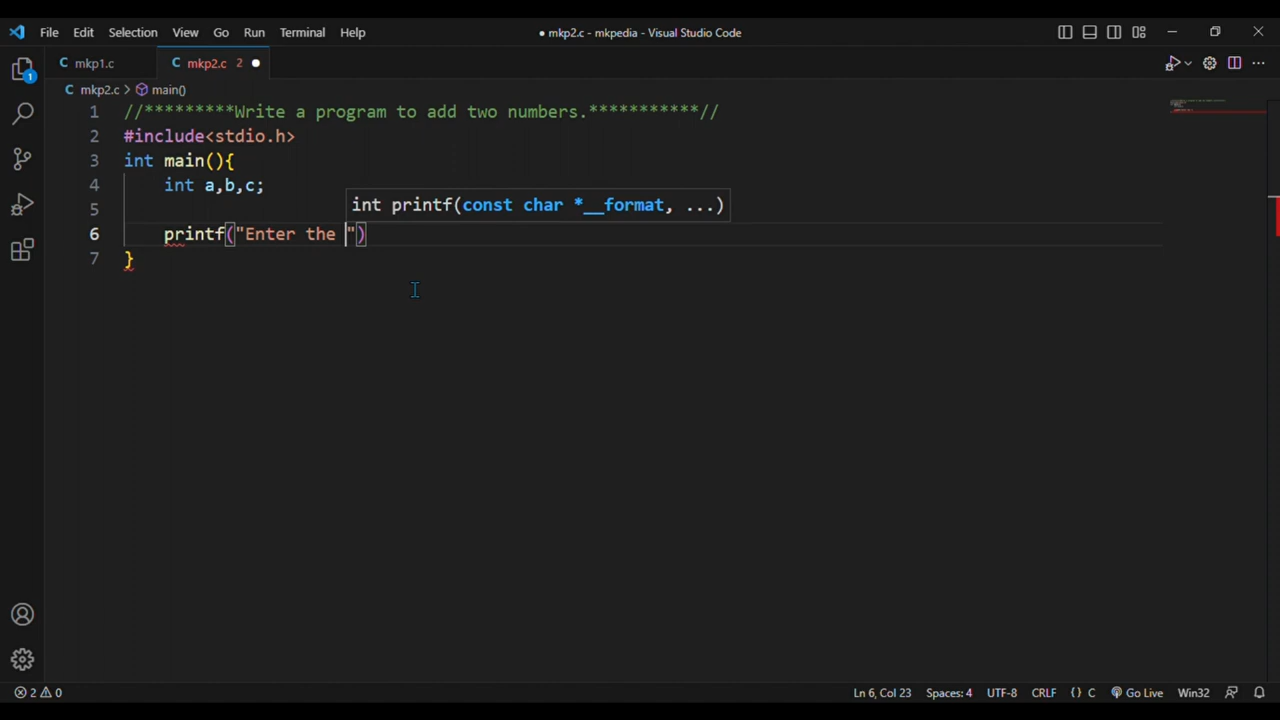 File Edit Selection View Go Run Terminal Help
● mkp2.c - mkpedia - Visual Studio Code
C mkp1.c
C mkp2.c 2 ●
C mkp2.c > main()
1 //*********Write a program to add two numbers.***********//
2 #include<stdio.h>
3 int main(){
4 int a,b,c;
int printf(const char *__format, ...)
5
6 printf("Enter the ")
7 }
1
2 0
Ln 6, Col 23 Spaces: 4 UTF-8 CRLF {} C Go Live Win32